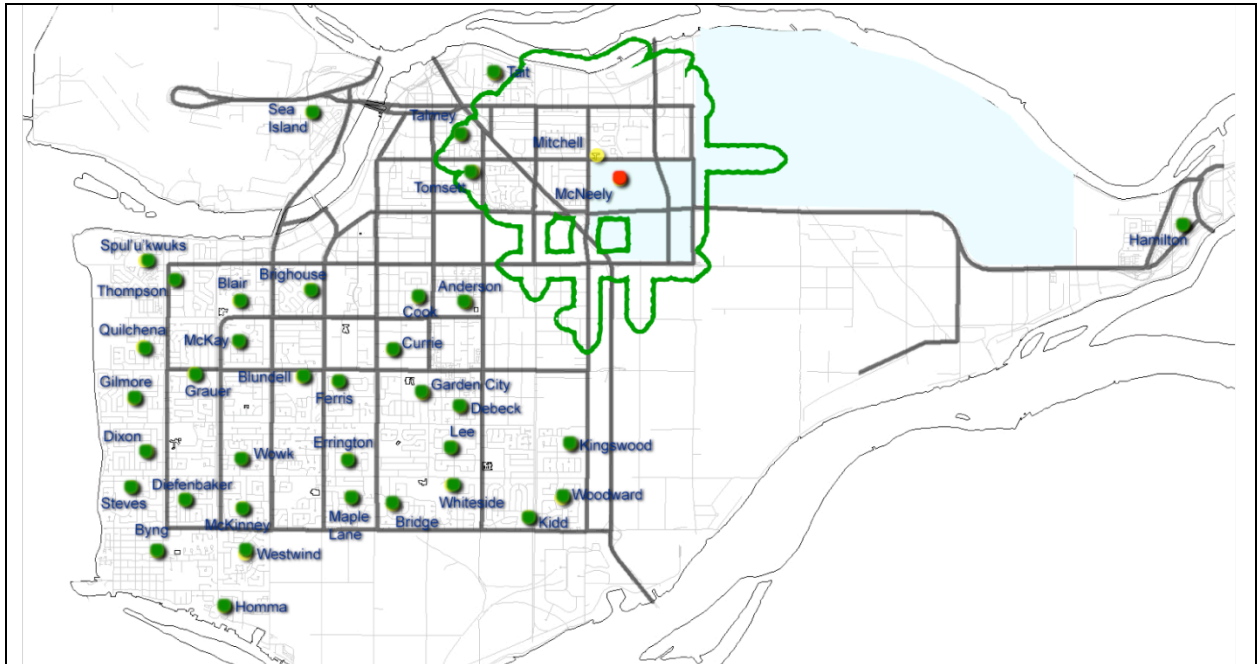 Tait
Sea
Island
Talmey
Mitchell
Tomsett
McNeely
Hamilton
Spul'u'kwuks
Thompson
Blair
Brighouse
Anderson
Cook
Quilchena
McKay
Currie
Gilmore
Grauer
Blundell
Ferris
Garden City
Debeck
Dixon
Wowk
Errington
Lee
Kingswood
Steves
Diefenbaker
Whiteside
Woodward
Byng
McKinney
Maple
Lane
Bridge
Kidd
Westwind
Homma